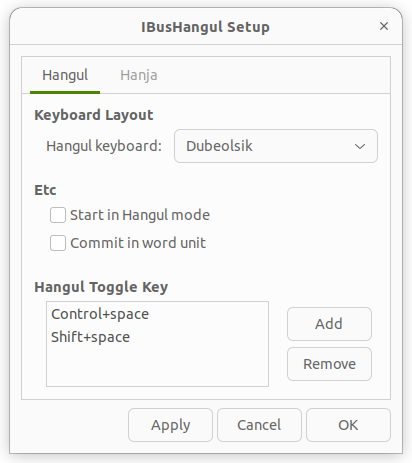 IBusHangul Setup
Hangul
Hanja
Keyboard Layout
Hangul keyboard:
Dubeolsik
Etc
Start in Hangul mode
Commit in word unit
Hangul Toggle Key
Control+space
Shift+space
Add
Remove
Apply
Cancel
OK